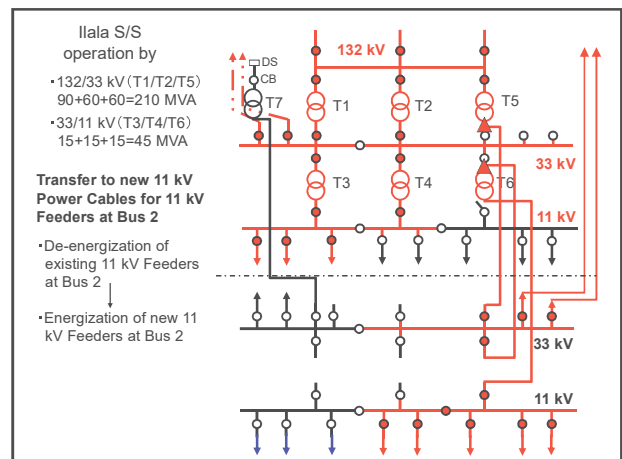 Ilala S/S
operation by
・132/33 kV(T1/T2/T5)
90+60+60=210 MVA
・33/11 kV(T3/T4/T6)
15+15+15=45 MVA
Transfer to new 11 kV
Power Cables for 11 kV
Feeders at Bus 2
・De-energization of
existing 11 kV Feeders
at Bus 2
・Energization of new 11
kV Feeders at Bus 2
132 kV
DS
CB
T7
T1
T2
T5
33 kV
T3
T4
T6
11 kV
33 kV
11 kV